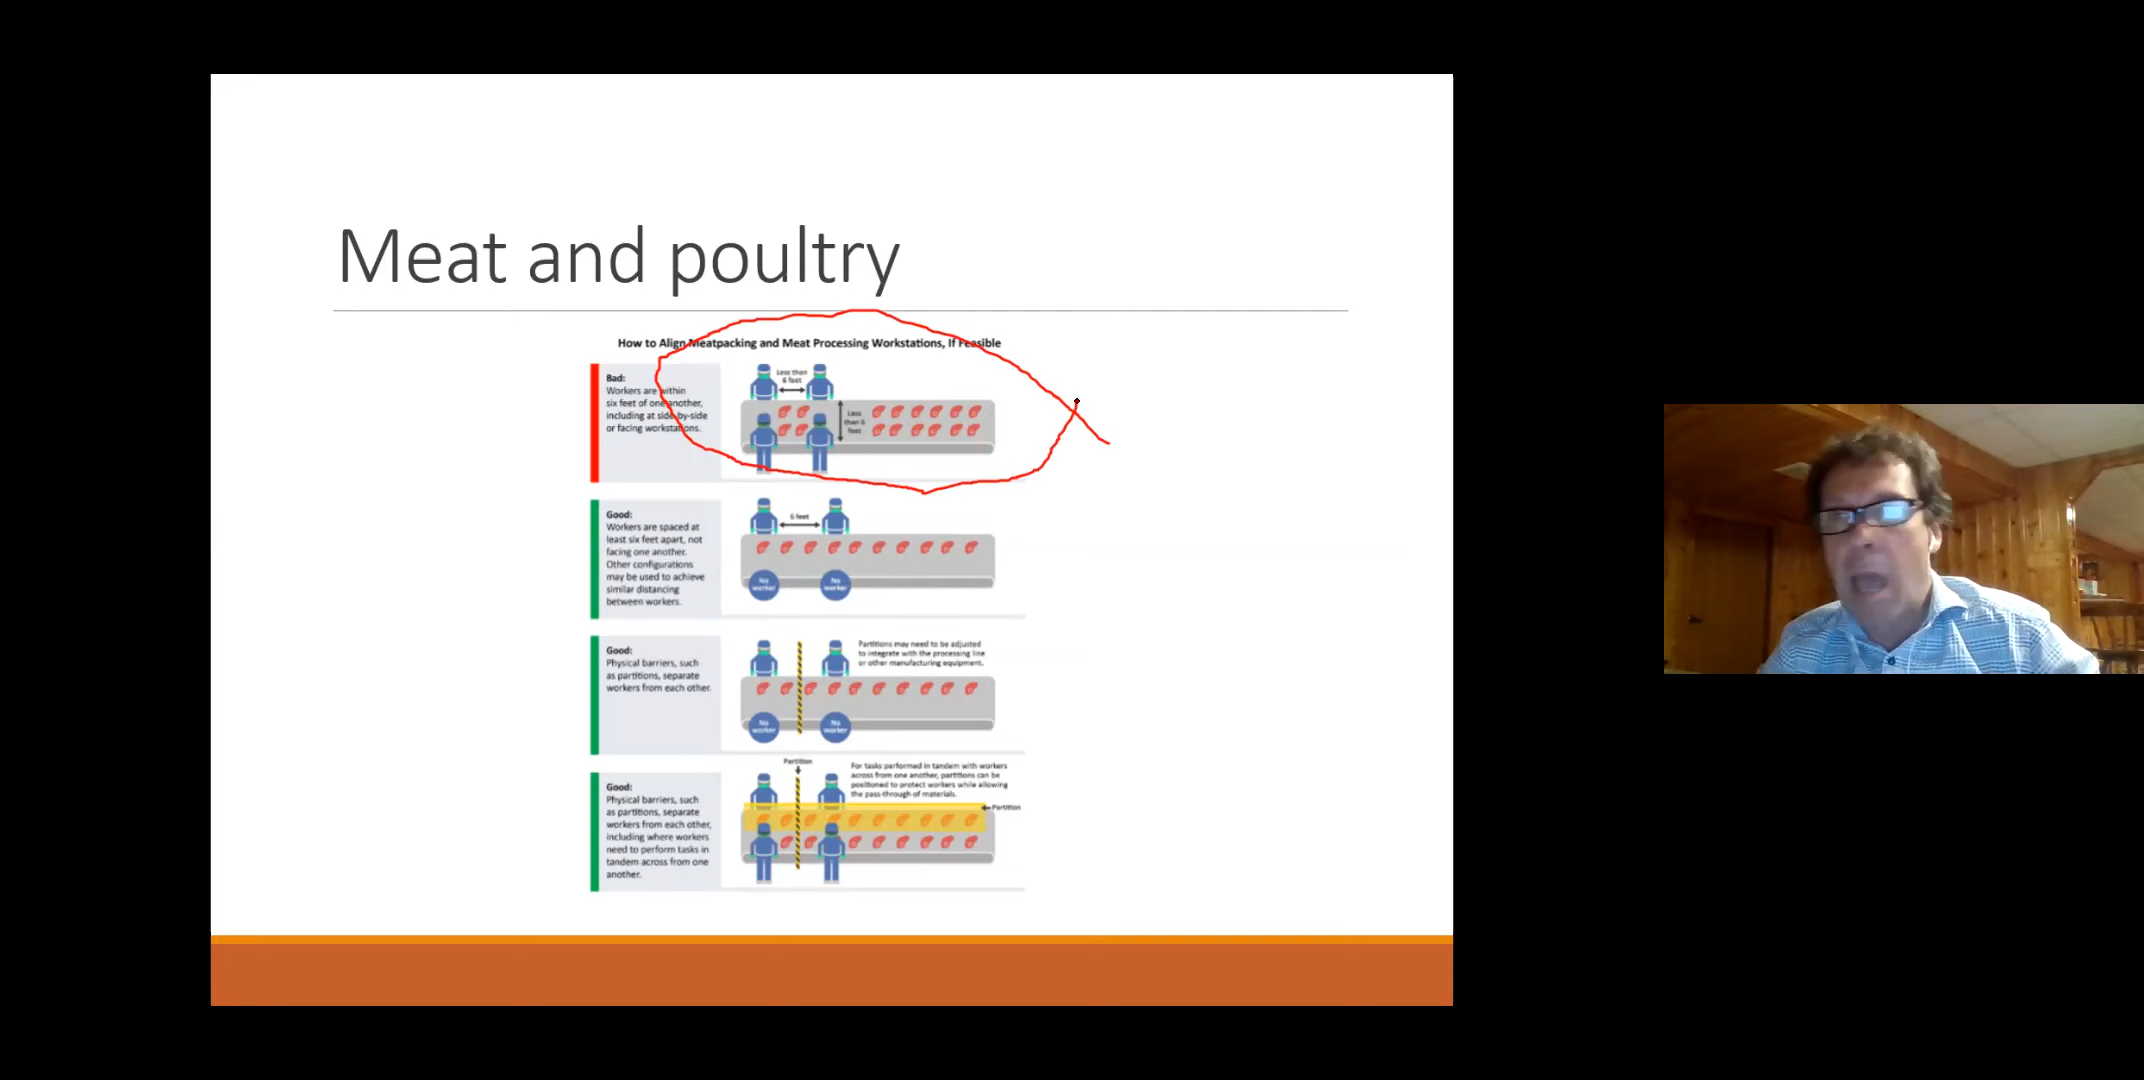 Meat and poultry
How to Align Meatpacking and Meat Processing Workstations, If Feasible
Bad:
Workers are within
six feet of one another,
including at side-by-side
or facing workstations.
Less than
6 feet
Less
than 6
feet
Good:
Workers are spaced at
least six feet apart, not
facing one another.
Other configurations
may be used to achieve
similar distancing
between workers.
6 feet
No
worker
No
worker
Good:
Physical barriers, such
as partitions, separate
workers from each other.
Partitions may need to be adjusted
to integrate with the processing line
or other manufacturing equipment.
No
worker
No
worker
Good:
Physical barriers, such
as partitions, separate
workers from each other,
including where workers
need to perform tasks in
tandem across from one
another.
Partition
For tasks performed in tandem with workers
across from one another, partitions can be
positioned to protect workers while allowing
the pass-through of materials.
Partition